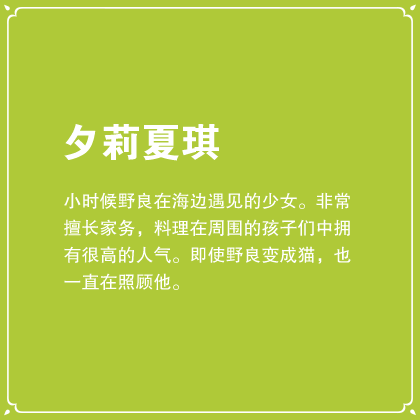 夕莉夏琪
小时候野良在海边遇见的少女。非常
擅长家务，料理在周围的孩子们中拥
有很高的人气。即使野良变成猫，也
一直在照顾他。